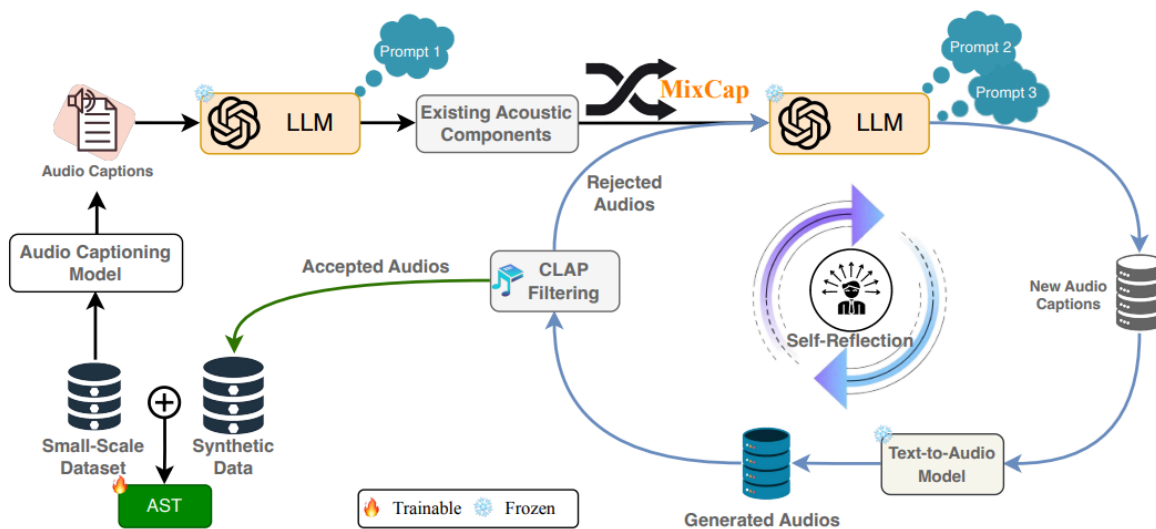 Prompt 1
LLM
Existing Acoustic
Components
MixCap
LLM
Prompt 2
Prompt 3
Audio Captions
Audio Captioning
Model
Rejected
Audios
Accepted Audios
CLAP
Filtering
Self-Reflection
New Audio
Captions
Small-Scale
Dataset
Synthetic
Data
AST
Trainable
Frozen
Generated Audios
Text-to-Audio
Model